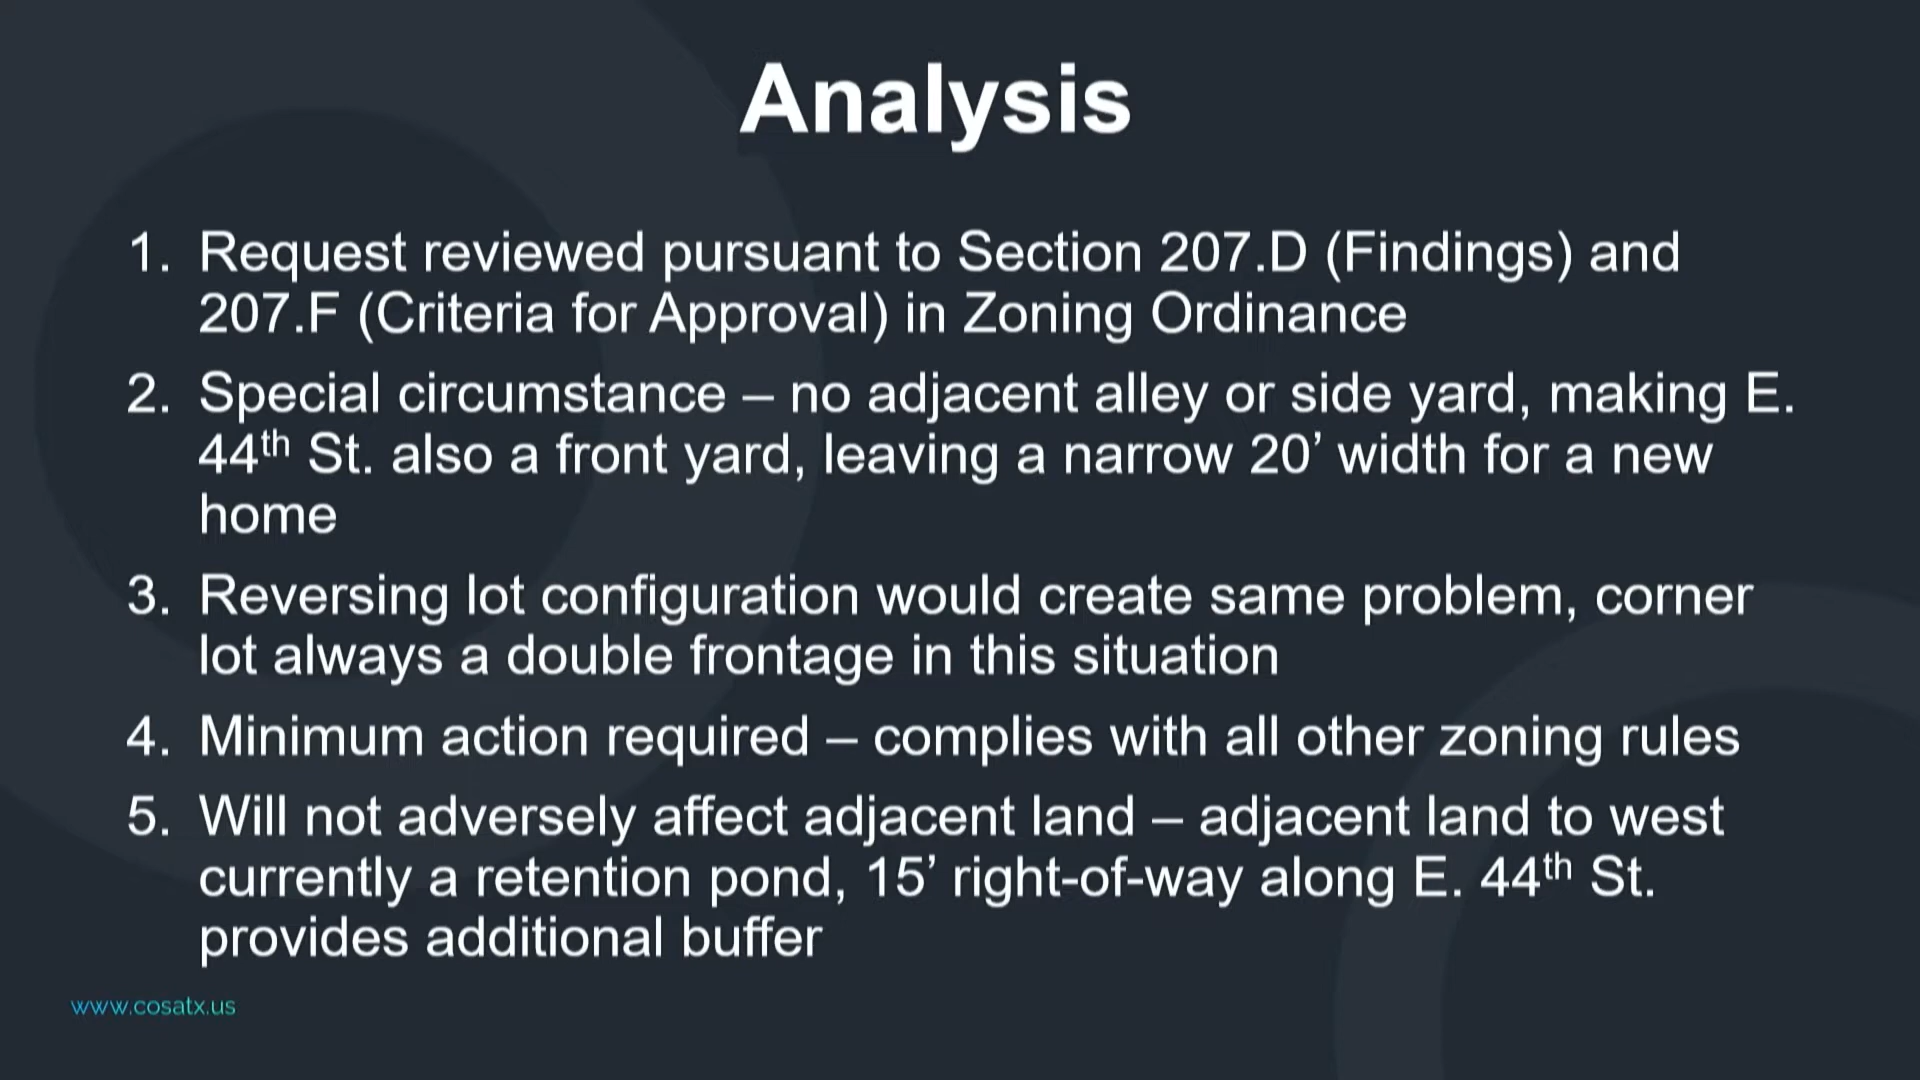 Analysis
1. Request reviewed pursuant to Section 207.D (Findings) and
207.F (Criteria for Approval) in Zoning Ordinance
2. Special circumstance – no adjacent alley or side yard, making E.
44th St. also a front yard, leaving a narrow 20’ width for a new
home
3. Reversing lot configuration would create same problem, corner
lot always a double frontage in this situation
4. Minimum action required – complies with all other zoning rules
5. Will not adversely affect adjacent land – adjacent land to west
currently a retention pond, 15’ right-of-way along E. 44th St.
provides additional buffer
www.cosatx.us